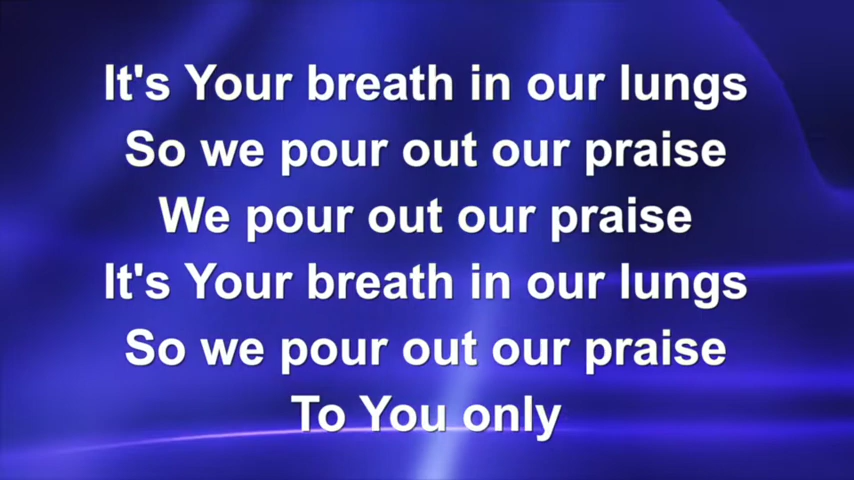 It's Your breath in our lungs
So we pour out our praise
We pour out our praise
It's Your breath in our lungs
So we pour out our praise
To You only